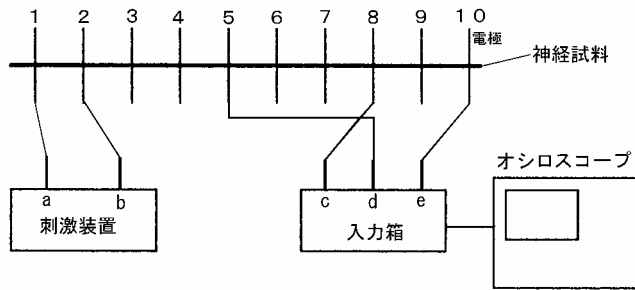 1 2 3 4 5 6 7 8 9 10
電極
神経試料
オシロスコープ
a b c d e
刺激装置 入力箱